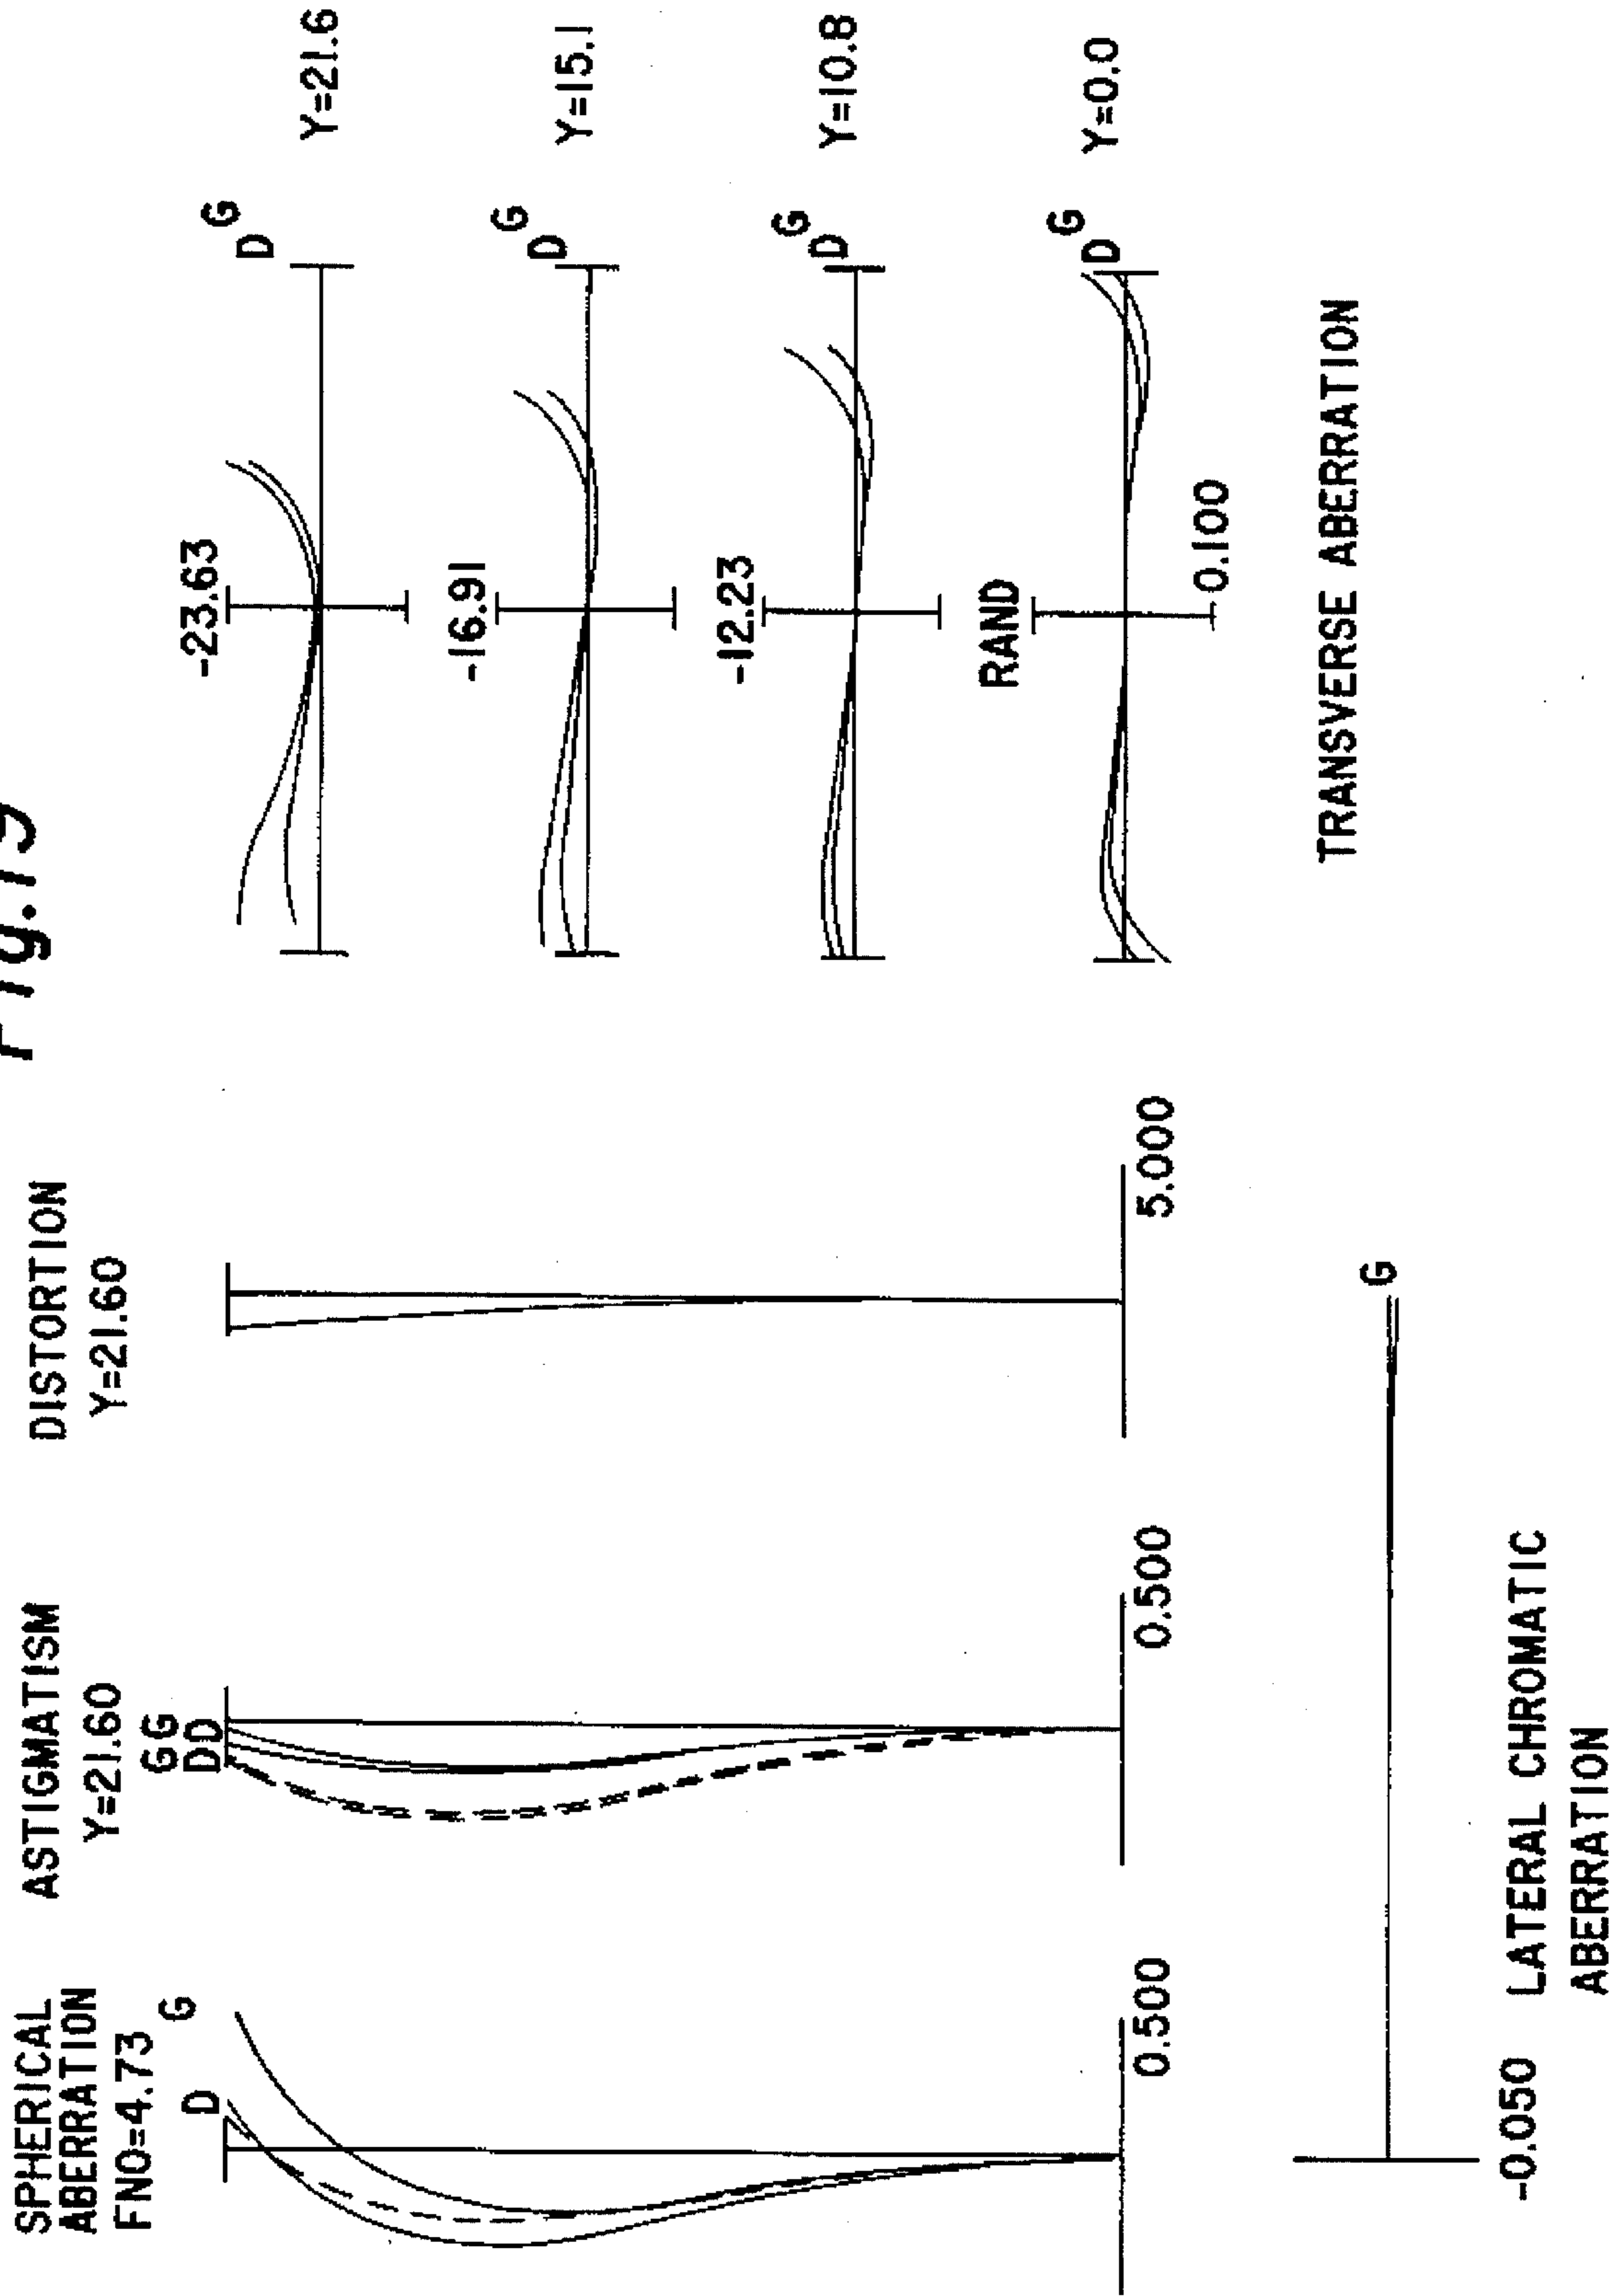 Fig.19
SPHERICAL
ABERRATION
FNO=4.73
D
G
0.500
ASTIGMATISM
Y=21.60
GG
DD
0.500
DISTORTION
Y=21.60
5.000
-0.050
LATERAL CHROMATIC
ABERRATION
G
-23.63
D
G
Y=21.6
-16.91
D
G
Y=15.1
-12.23
D
G
Y=10.8
RAND
D
G
Y=0.0
0.100
TRANSVERSE ABERRATION